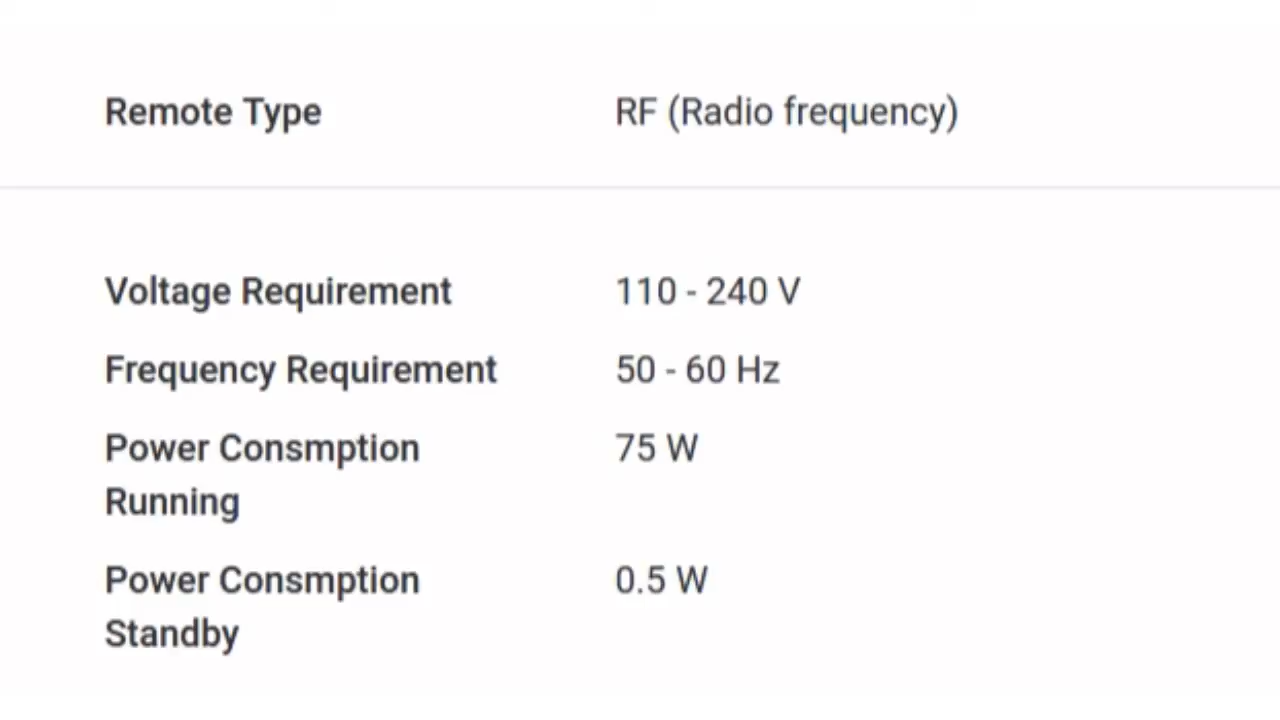 Remote Type RF (Radio frequency)
Voltage Requirement 110 - 240 V
Frequency Requirement 50 - 60 Hz
Power Consmption 75 W
Running
Power Consmption 0.5 W
Standby